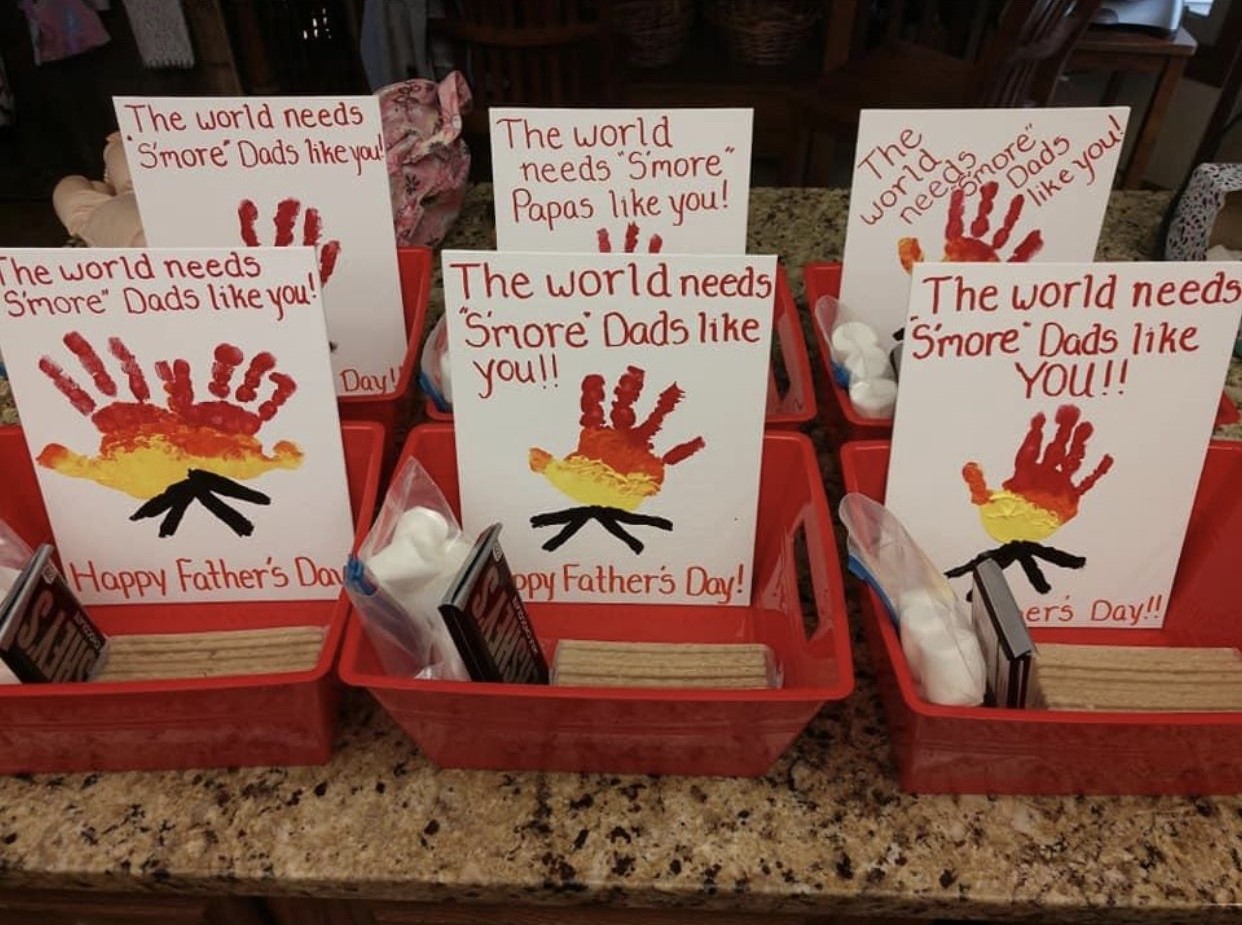 The world needs
"S'more" Dads like you!
Day!
The world
needs "S'more"
Papas like you!
The
world
needs
"S'more"
Dads
like you!
The world needs
S'more" Dads like you!
Happy Father's Day
The world needs
"S'more" Dads like
you!!
ppy Father's Day!
The world needs
"S'more" Dads like
YOU!!
er's Day!!